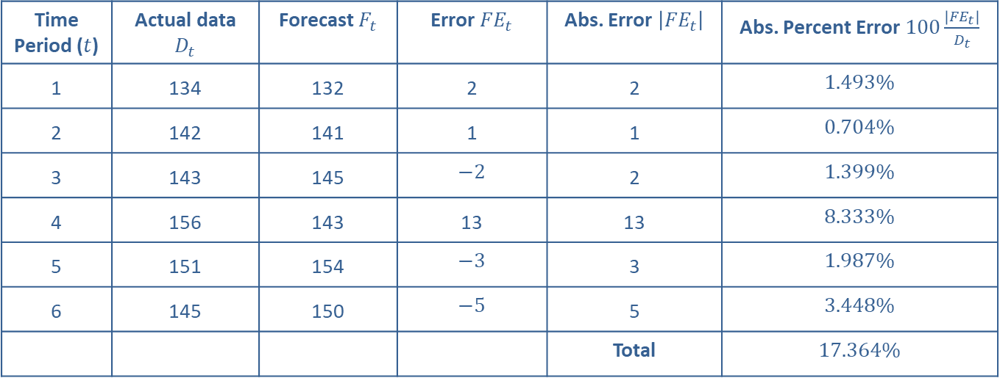 Time Period (t) Actual data D_t Forecast F_t Error FE_t Abs. Error |FE_t| Abs. Percent Error 100 |FE_t|/D_t
1 134 132 2 2 1.493%
2 142 141 1 1 0.704%
3 143 145 −2 2 1.399%
4 156 143 13 13 8.333%
5 151 154 −3 3 1.987%
6 145 150 −5 5 3.448%
Total 17.364%